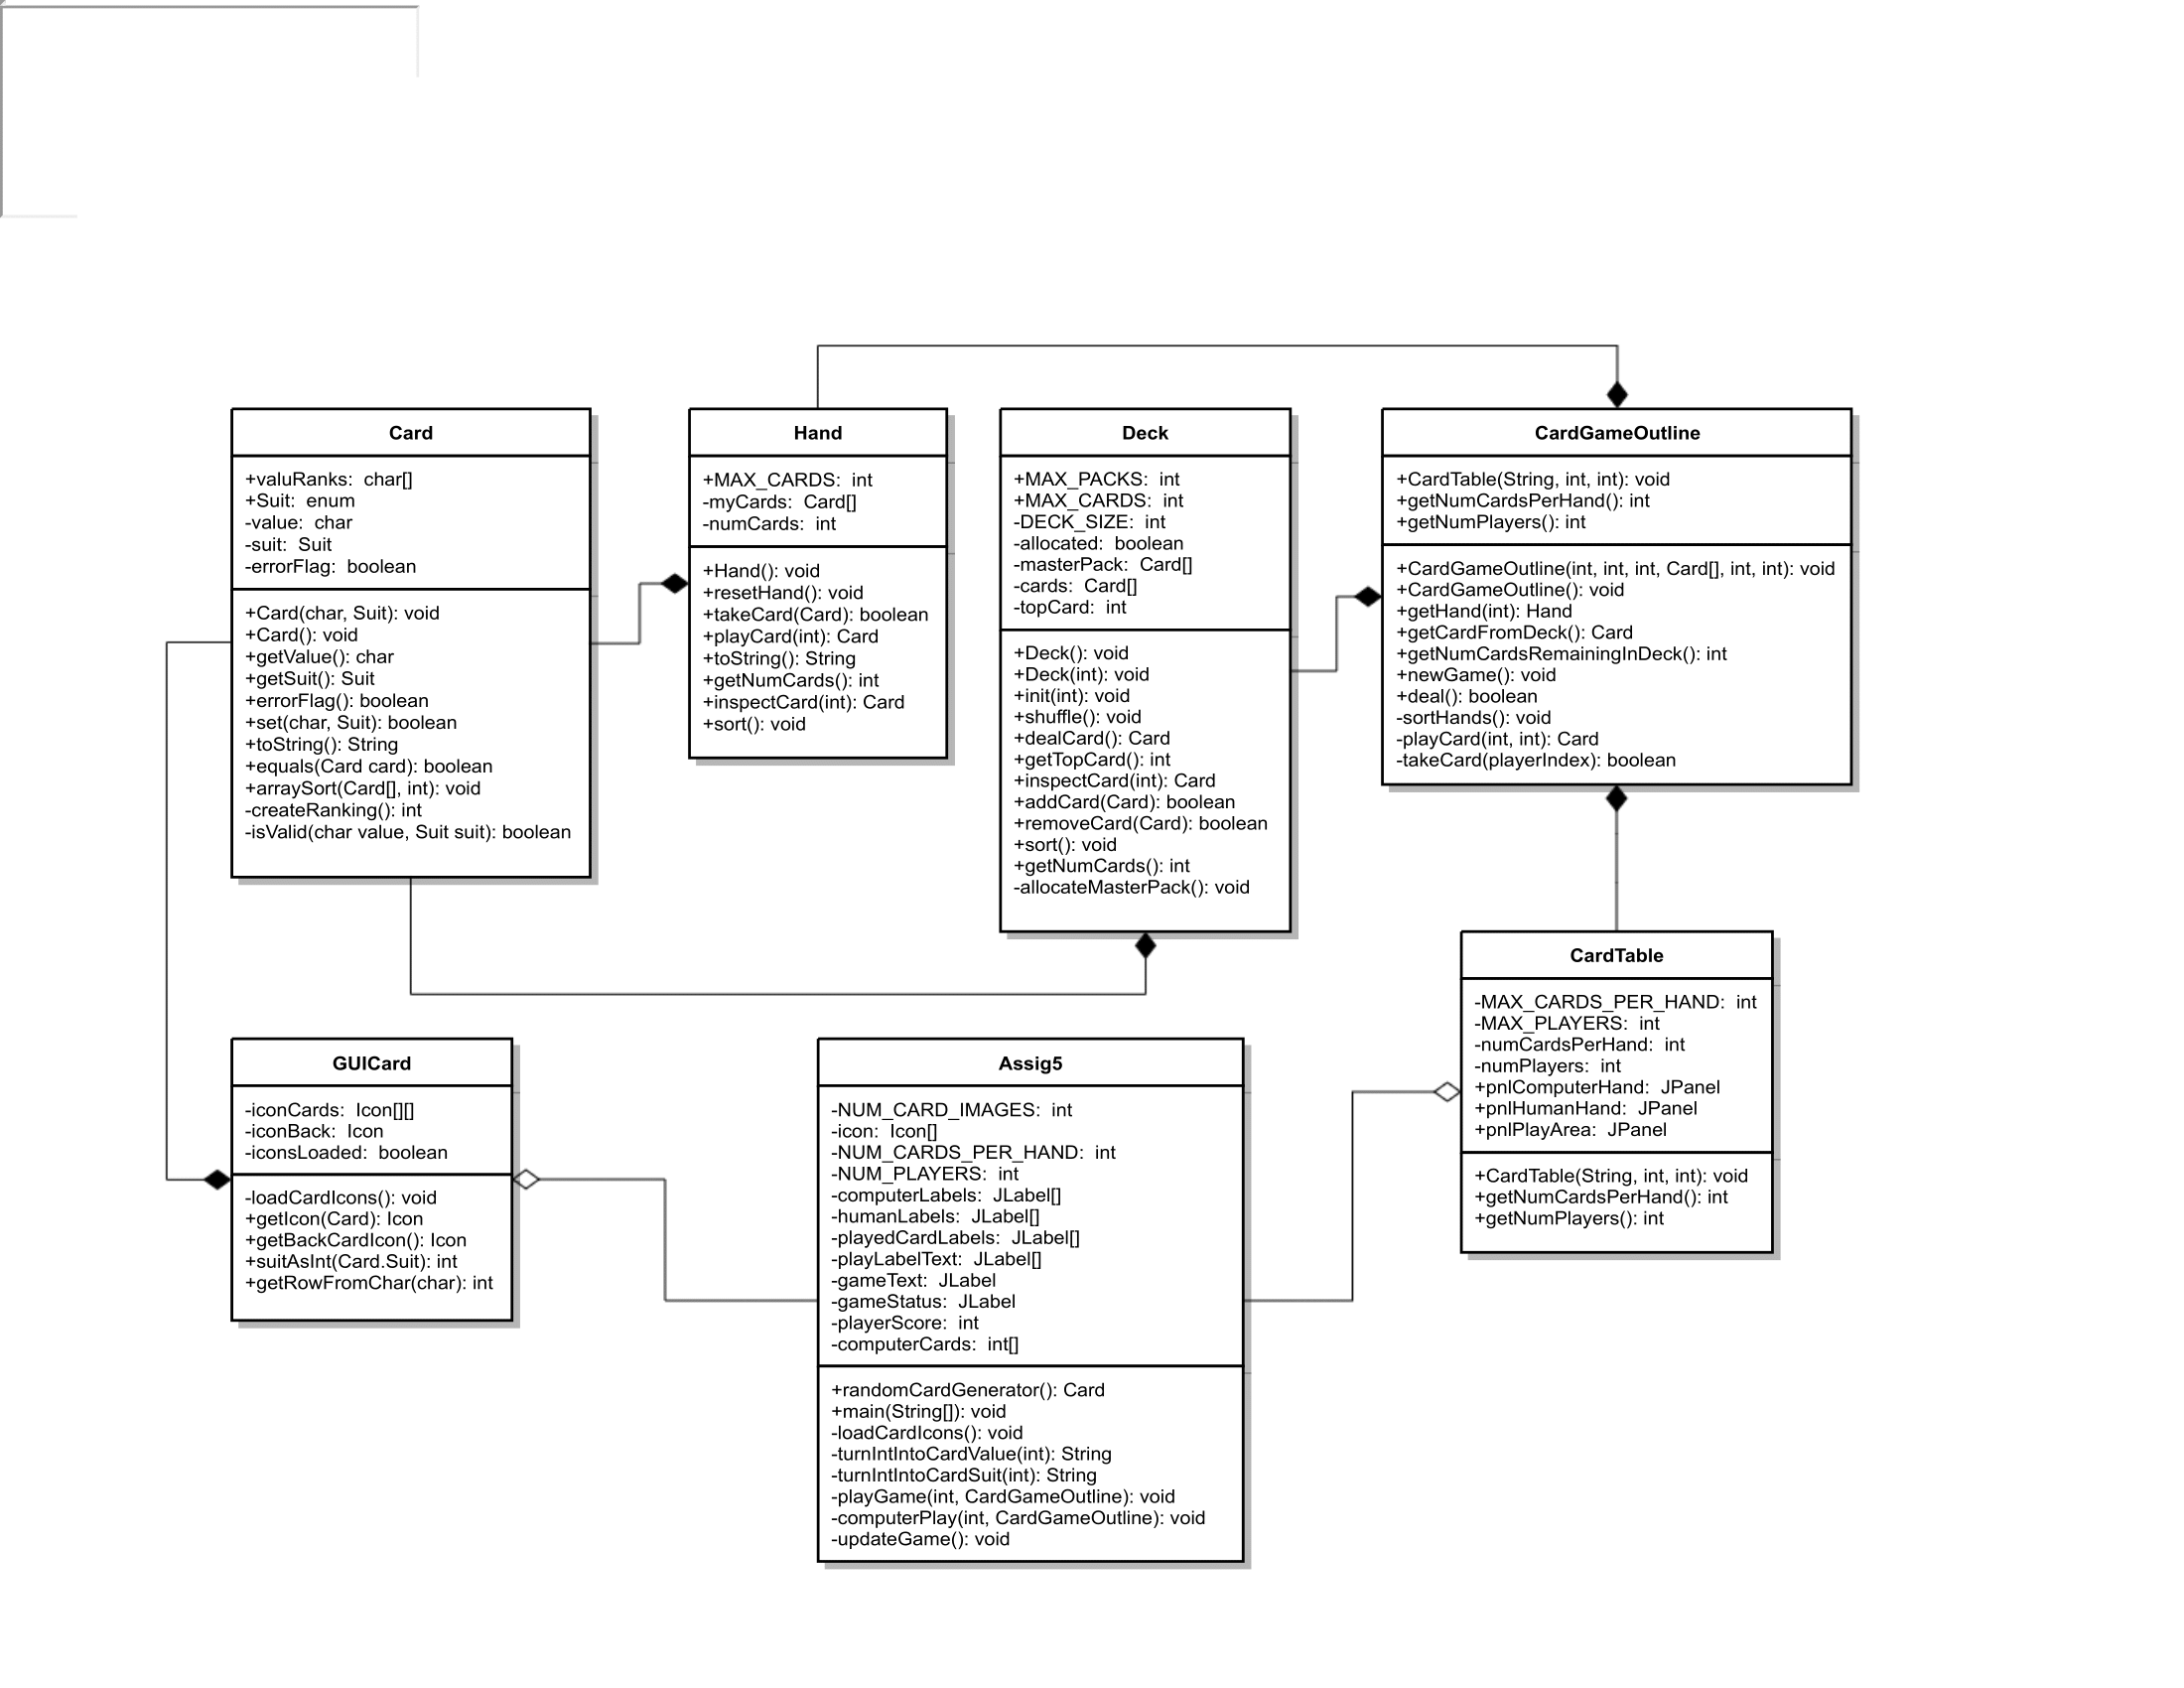 Card
+valuRanks:  char[]
+Suit:  enum
-value:  char
-suit:  Suit
-errorFlag:  boolean
+Card(char, Suit): void
+Card(): void
+getValue(): char
+getSuit(): Suit
+errorFlag(): boolean
+set(char, Suit): boolean
+toString(): String
+equals(Card card): boolean
+arraySort(Card[], int): void
-createRanking(): int
-isValid(char value, Suit suit): boolean
Hand
+MAX_CARDS:  int
-myCards:  Card[]
-numCards:  int
+Hand(): void
+resetHand(): void
+takeCard(Card): boolean
+playCard(int): Card
+toString(): String
+getNumCards(): int
+inspectCard(int): Card
+sort(): void
Deck
+MAX_PACKS:  int
+MAX_CARDS:  int
-DECK_SIZE:  int
-allocated:  boolean
-masterPack:  Card[]
-cards:  Card[]
-topCard:  int
+Deck(): void
+Deck(int): void
+init(int): void
+shuffle(): void
+dealCard(): Card
+getTopCard(): int
+inspectCard(int): Card
+addCard(Card): boolean
+removeCard(Card): boolean
+sort(): void
+getNumCards(): int
-allocateMasterPack(): void
CardGameOutline
+CardTable(String, int, int): void
+getNumCardsPerHand(): int
+getNumPlayers(): int
+CardGameOutline(int, int, int, Card[], int, int): void
+CardGameOutline(): void
+getHand(int): Hand
+getCardFromDeck(): Card
+getNumCardsRemainingInDeck(): int
+newGame(): void
+deal(): boolean
-sortHands(): void
-playCard(int, int): Card
-takeCard(playerIndex): boolean
GUICard
-iconCards:  Icon[][]
-iconBack:  Icon
-iconsLoaded:  boolean
-loadCardIcons(): void
+getIcon(Card): Icon
+getBackCardIcon(): Icon
+suitAsInt(Card.Suit): int
+getRowFromChar(char): int
Assig5
-NUM_CARD_IMAGES:  int
-icon:  Icon[]
-NUM_CARDS_PER_HAND:  int
-NUM_PLAYERS:  int
-computerLabels:  JLabel[]
-humanLabels:  JLabel[]
-playedCardLabels:  JLabel[]
-playLabelText:  JLabel[]
-gameText:  JLabel
-gameStatus:  JLabel
-playerScore:  int
-computerCards:  int[]
+randomCardGenerator(): Card
+main(String[]): void
-loadCardIcons(): void
-turnIntIntoCardValue(int): String
-turnIntIntoCardSuit(int): String
-playGame(int, CardGameOutline): void
-computerPlay(int, CardGameOutline): void
-updateGame(): void
CardTable
-MAX_CARDS_PER_HAND:  int
-MAX_PLAYERS:  int
-numCardsPerHand:  int
-numPlayers:  int
+pnlComputerHand:  JPanel
+pnlHumanHand:  JPanel
+pnlPlayArea:  JPanel
+CardTable(String, int, int): void
+getNumCardsPerHand(): int
+getNumPlayers(): int